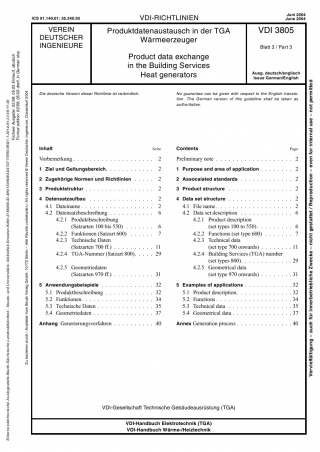 ICS 91.140.01; 35.240.50
VDI-RICHTLINIEN
Juni 2004
June 2004
VEREIN
DEUTSCHER
INGENIEURE
Produktdatenaustausch in der TGA
Wärmeerzeuger
Product data exchange
in the Building Services
Heat generators
VDI 3805
Blatt 3 / Part 3
Ausg. deutsch/englisch
Issue German/English
Die deutsche Version dieser Richtlinie ist verbindlich.
No guarantee can be given with respect to the English transla-
tion. The German version of this guideline shall be taken as
authoritative.
Inhalt Seite
Vorbemerkung . . . 2
1 Ziel und Geltungsbereich. . . 2
2 Zugehörige Normen und Richtlinien . . . 2
3 Produktstruktur . . . 2
4 Datensatzaufbau . . . 2
4.1 Dateiname . . . 2
4.2 Datensatzbeschreibung . . . 6
4.2.1 Produktbeschreibung
(Satzarten 100 bis 550) . . . 6
4.2.2 Funktionen (Satzart 600) . . . 7
4.2.3 Technische Daten
(Satzarten 700 ff.) . . . 11
4.2.4 TGA-Nummer (Satzart 800). . . 29
4.2.5 Geometriedaten
(Satzarten 970 ff.) . . . 31
5 Anwendungsbeispiele . . . 32
5.1 Produktbeschreibung . . . 32
5.2 Funktionen. . . 34
5.3 Technische Daten . . . 35
5.4 Geometriedaten . . . 37
Anhang Generierungverfahren . . . 40
Contents Page
Preliminary note . . . 2
1 Purpose and area of application . . . 2
2 Associated standards . . . 2
3 Product structure . . . 2
4 Data set structure . . . 2
4.1 File name . . . 2
4.2 Data set description . . . 6
4.2.1 Product description
(set types 100 to 550). . . 6
4.2.2 Functions (set type 600) . . . 7
4.2.3 Technical data
(set type 700 onwards) . . . 11
4.2.4 Building Services (TGA) number
(set types 800). . . 29
4.2.5 Geometrical data
(set type 970 onwards) . . . 31
5 Examples of applications . . . 32
5.1 Product description. . . 32
5.2 Functions . . . 34
5.3 Technical data . . . 35
5.4 Geometrical data . . . 37
Annex Generation process . . . 40
VDI-Gesellschaft Technische Gebäudeausrüstung (TGA)
VDI-Handbuch Elektrotechnik (TGA)
VDI-Handbuch Wärme-/Heiztechnik
Vervielfältigung – auch für innerbetriebliche Zwecke – nicht gestattet / Reproduction – even for internal use – not permitted